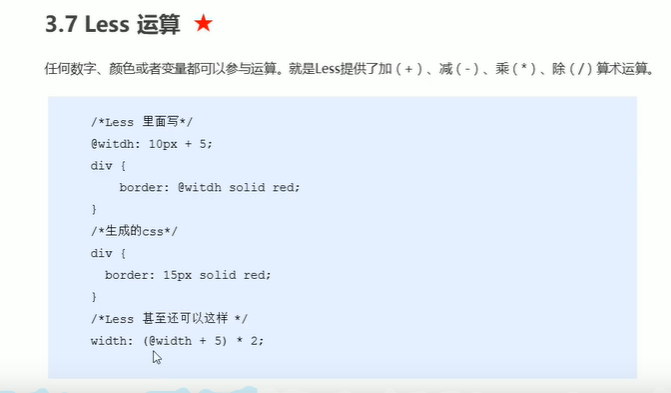 3.7 Less 运算 ★
任何数字、颜色或者变量都可以参与运算。就是Less提供了加（+）、减（-）、乘（*）、除（/）算术运算。
/*Less 里面写*/
@witdh: 10px + 5;
div {
border: @witdh solid red;
}
/*生成的css*/
div {
border: 15px solid red;
}
/*Less 甚至还可以这样 */
width: (@width + 5) * 2;